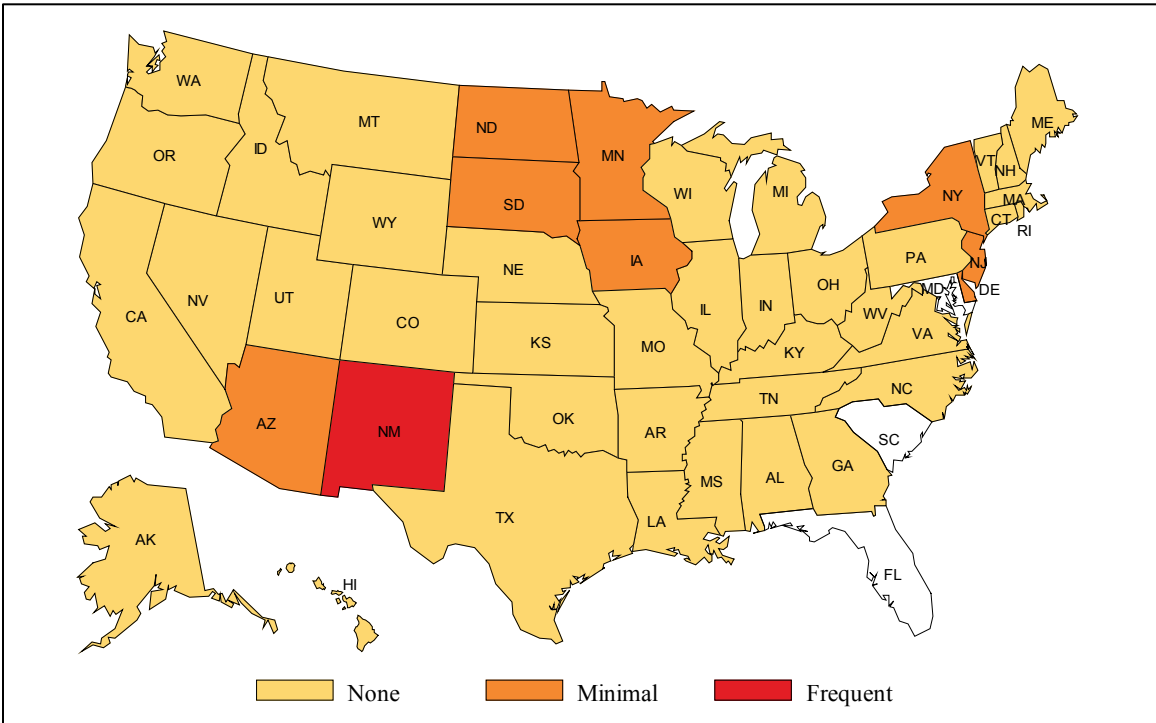 WA
MT
ND
MN
ME
OR
ID
VT
NH
WI
MI
NY
SD
MA
WY
CT
RI
IA
PA
NE
NJ
NV
UT
OH
MD
DE
IL
IN
CA
CO
WV
VA
KS
MO
KY
NC
TN
AZ
NM
OK
AR
SC
GA
MS
AL
TX
LA
AK
FL
HI
None
Minimal
Frequent